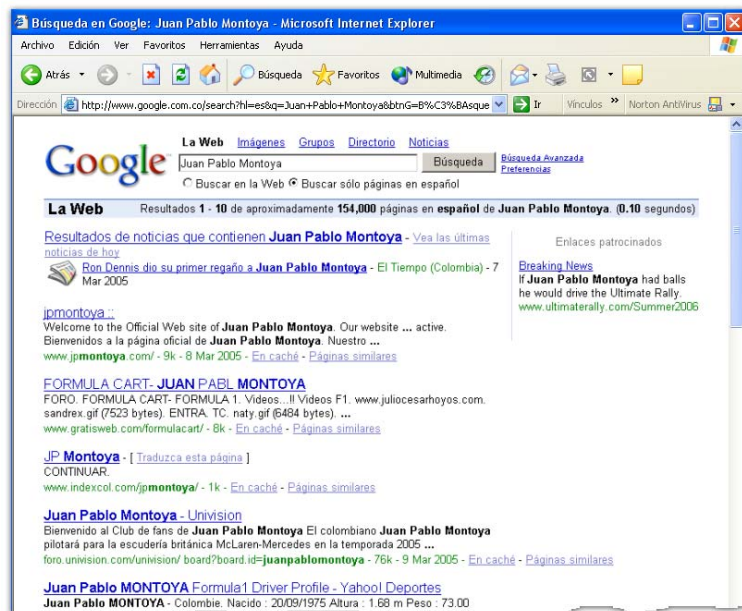 Búsqueda en Google: Juan Pablo Montoya - Microsoft Internet Explorer
Archivo Edición Ver Favoritos Herramientas Ayuda
Atrás Búsqueda Favoritos Multimedia
Dirección http://www.google.com.co/search?hl=es&q=Juan+Pablo+Montoya&btnG=B%C3%BAsque Ir Vínculos » Norton AntiVirus
La Web Imágenes Grupos Directorio Noticias
Google Juan Pablo Montoya Búsqueda Búsqueda Avanzada
Preferencias
Buscar en la Web Buscar sólo páginas en español
La Web Resultados 1 - 10 de aproximadamente 154,000 páginas en español de Juan Pablo Montoya. (0.10 segundos)
Resultados de noticias que contienen Juan Pablo Montoya - Vea las últimas
noticias de hoy
Ron Dennis dio su primer regaño a Juan Pablo Montoya - El Tiempo (Colombia) - 7
Mar 2005
Enlaces patrocinados
Breaking News
If Juan Pablo Montoya had balls
he would drive the Ultimate Rally.
www.ultimaterally.com/Summer2006
jpmontoya ::
Welcome to the Official Web site of Juan Pablo Montoya. Our website ... active.
Bienvenidos a la página oficial de Juan Pablo Montoya. Nuestro ...
www.jpmontoya.com/ - 9k - 8 Mar 2005 - En caché - Páginas similares
FORMULA CART- JUAN PABL MONTOYA
FORO. FORMULA CART- FORMULA 1. Videos...!! Videos F1. www.juliocesarhoyos.com.
sandrex.gif (7523 bytes). ENTRA. TC. naty.gif (6484 bytes). ...
www.gratisweb.com/formulacart/ - 8k - En caché - Páginas similares
JP Montoya - [ Traduzca esta página ]
CONTINUAR.
www.indexcol.com/jpmontoya/ - 1k - En caché - Páginas similares
Juan Pablo Montoya - Univision
Bienvenido al Club de fans de Juan Pablo Montoya El colombiano Juan Pablo Montoya
pilotará para la escudería británica McLaren-Mercedes en la temporada 2005 ...
foro.univision.com/univision/ board?board.id=juanpablomontoya - 76k - 9 Mar 2005 - En caché - Páginas similares
Juan Pablo MONTOYA Formula1 Driver Profile - Yahoo! Deportes
Juan Pablo MONTOYA - Colombie. Nacido : 20/09/1975 Altura : 1.68 m Peso : 73.00